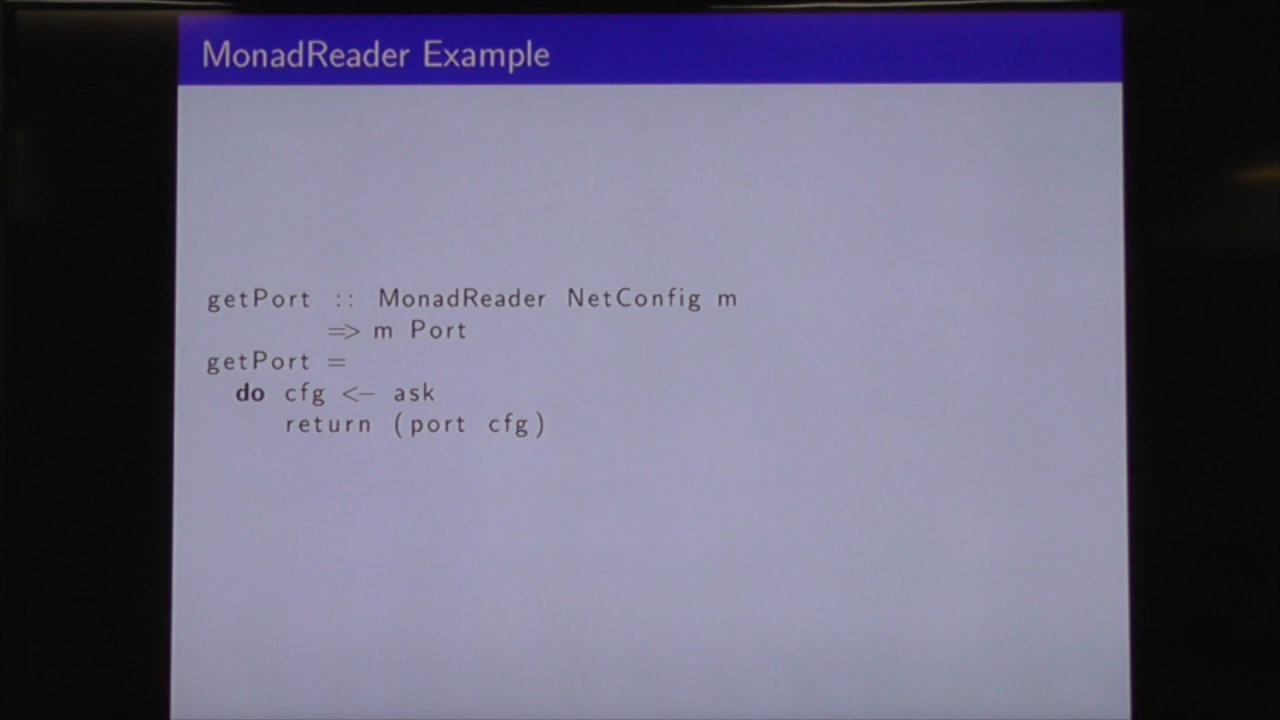 MonadReader Example
getPort :: MonadReader NetConfig m
=> m Port
getPort =
do cfg <- ask
return (port cfg)